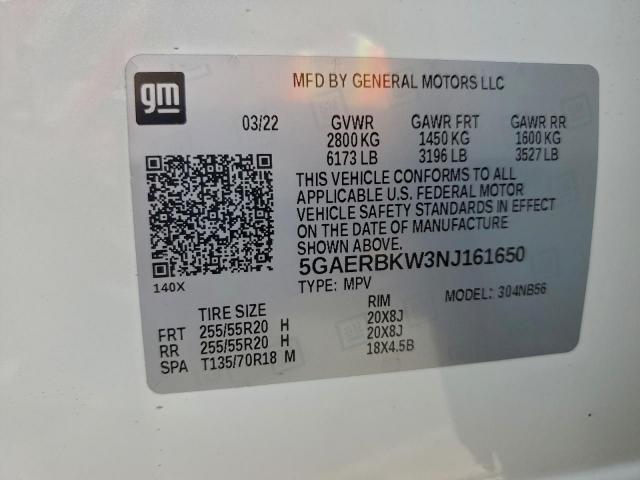 gm
MFD BY GENERAL MOTORS LLC
03/22 GVWR GAWR FRT GAWR RR
2800 KG 1450 KG 1600 KG
6173 LB 3196 LB 3527 LB
THIS VEHICLE CONFORMS TO ALL
APPLICABLE U.S. FEDERAL MOTOR
VEHICLE SAFETY STANDARDS IN EFFECT
ON THE DATE OF MANUFACTURE
SHOWN ABOVE.
5GAERBKW3NJ161650
140X TYPE: MPV MODEL: 304NB56
TIRE SIZE RIM
FRT 255/55R20 H 20X8J
RR 255/55R20 H 20X8J
SPA T135/70R18 M 18X4.5B